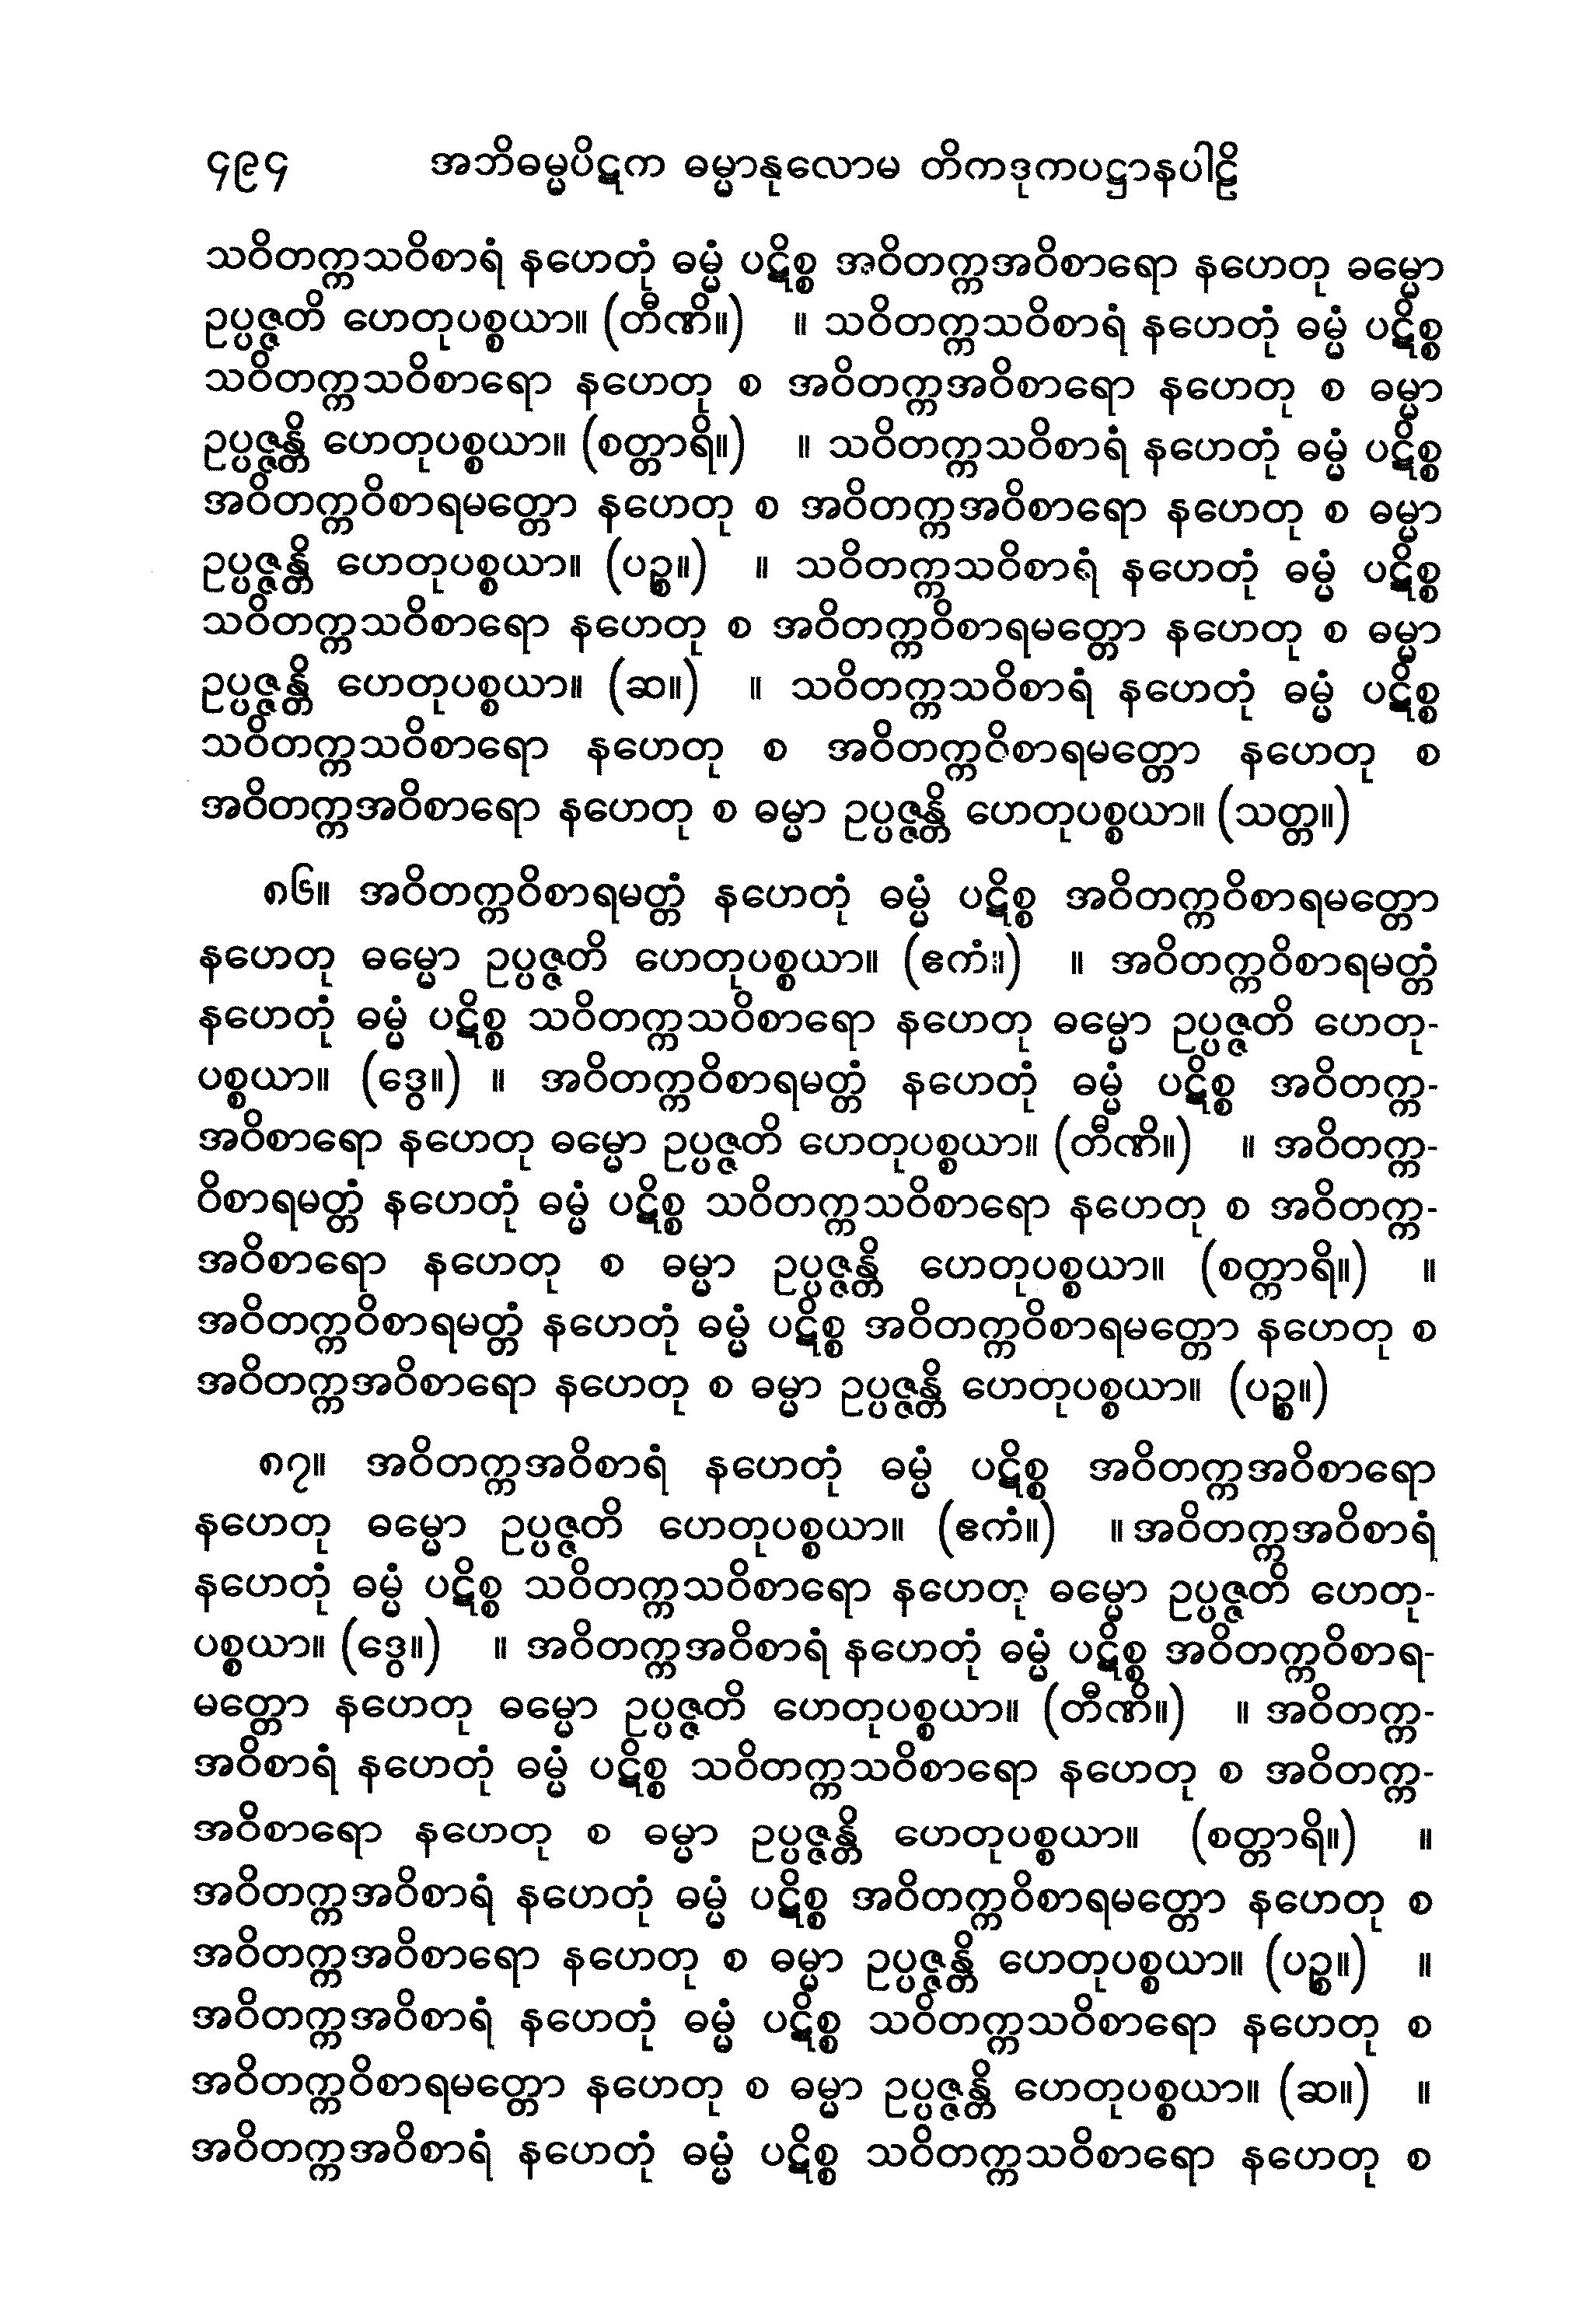 ၄၉၄ အဘိဓမ္မပိဋက ဓမ္မာနုလောမ တိကဒုကပဋ္ဌာနပါဠိ
သဝိတက္ကသဝိစာရံ နဟေတုံ ဓမ္မံ ပဋိစ္စ အဝိတက္ကအဝိစာရော နဟေတု ဓမ္မော
ဥပ္ပဇ္ဇတိ ဟေတုပစ္စယာ။ (တီဏိ။) ။ သဝိတက္ကသဝိစာရံ နဟေတုံ ဓမ္မံ ပဋိစ္စ
သဝိတက္ကသဝိစာရော နဟေတု စ အဝိတက္ကအဝိစာရော နဟေတု စ ဓမ္မာ
ဥပ္ပဇ္ဇန္တိ ဟေတုပစ္စယာ။ (စတ္တာရိ။) ။ သဝိတက္ကသဝိစာရံ နဟေတုံ ဓမ္မံ ပဋိစ္စ
အဝိတက္ကဝိစာရမတ္တော နဟေတု စ အဝိတက္ကအဝိစာရော နဟေတု စ ဓမ္မာ
ဥပ္ပဇ္ဇန္တိ ဟေတုပစ္စယာ။ (ပဉ္စ။) ။ သဝိတက္ကသဝိစာရံ နဟေတုံ ဓမ္မံ ပဋိစ္စ
သဝိတက္ကသဝိစာရော နဟေတု စ အဝိတက္ကဝိစာရမတ္တော နဟေတု စ ဓမ္မာ
ဥပ္ပဇ္ဇန္တိ ဟေတုပစ္စယာ။ (ဆ။) ။ သဝိတက္ကသဝိစာရံ နဟေတုံ ဓမ္မံ ပဋိစ္စ
သဝိတက္ကသဝိစာရော နဟေတု စ အဝိတက္ကဝိစာရမတ္တော နဟေတု စ
အဝိတက္ကအဝိစာရော နဟေတု စ ဓမ္မာ ဥပ္ပဇ္ဇန္တိ ဟေတုပစ္စယာ။ (သတ္တ။)
၈၆။ အဝိတက္ကဝိစာရမတ္တံ နဟေတုံ ဓမ္မံ ပဋိစ္စ အဝိတက္ကဝိစာရမတ္တော
နဟေတု ဓမ္မော ဥပ္ပဇ္ဇတိ ဟေတုပစ္စယာ။ (ဧကံ။) ။ အဝိတက္ကဝိစာရမတ္တံ
နဟေတုံ ဓမ္မံ ပဋိစ္စ သဝိတက္ကသဝိစာရော နဟေတု ဓမ္မော ဥပ္ပဇ္ဇတိ ဟေတု-
ပစ္စယာ။ (ဒွေ။) ။ အဝိတက္ကဝိစာရမတ္တံ နဟေတုံ ဓမ္မံ ပဋိစ္စ အဝိတက္က-
အဝိစာရော နဟေတု ဓမ္မော ဥပ္ပဇ္ဇတိ ဟေတုပစ္စယာ။ (တီဏိ။) ။ အဝိတက္က-
ဝိစာရမတ္တံ နဟေတုံ ဓမ္မံ ပဋိစ္စ သဝိတက္ကသဝိစာရော နဟေတု စ အဝိတက္က-
အဝိစာရော နဟေတု စ ဓမ္မာ ဥပ္ပဇ္ဇန္တိ ဟေတုပစ္စယာ။ (စတ္တာရိ။) ။
အဝိတက္ကဝိစာရမတ္တံ နဟေတုံ ဓမ္မံ ပဋိစ္စ အဝိတက္ကဝိစာရမတ္တော နဟေတု စ
အဝိတက္ကအဝိစာရော နဟေတု စ ဓမ္မာ ဥပ္ပဇ္ဇန္တိ ဟေတုပစ္စယာ။ (ပဉ္စ။)
၈၇။ အဝိတက္ကအဝိစာရံ နဟေတုံ ဓမ္မံ ပဋိစ္စ အဝိတက္ကအဝိစာရော
နဟေတု ဓမ္မော ဥပ္ပဇ္ဇတိ ဟေတုပစ္စယာ။ (ဧကံ။) ။ အဝိတက္ကအဝိစာရံ
နဟေတုံ ဓမ္မံ ပဋိစ္စ သဝိတက္ကသဝိစာရော နဟေတု ဓမ္မော ဥပ္ပဇ္ဇတိ ဟေတု-
ပစ္စယာ။ (ဒွေ။) ။ အဝိတက္ကအဝိစာရံ နဟေတုံ ဓမ္မံ ပဋိစ္စ အဝိတက္ကဝိစာရ-
မတ္တော နဟေတု ဓမ္မော ဥပ္ပဇ္ဇတိ ဟေတုပစ္စယာ။ (တီဏိ။) ။ အဝိတက္က-
အဝိစာရံ နဟေတုံ ဓမ္မံ ပဋိစ္စ သဝိတက္ကသဝိစာရော နဟေတု စ အဝိတက္က-
အဝိစာရော နဟေတု စ ဓမ္မာ ဥပ္ပဇ္ဇန္တိ ဟေတုပစ္စယာ။ (စတ္တာရိ။) ။
အဝိတက္ကအဝိစာရံ နဟေတုံ ဓမ္မံ ပဋိစ္စ အဝိတက္ကဝိစာရမတ္တော နဟေတု စ
အဝိတက္ကအဝိစာရော နဟေတု စ ဓမ္မာ ဥပ္ပဇ္ဇန္တိ ဟေတုပစ္စယာ။ (ပဉ္စ။) ။
အဝိတက္ကအဝိစာရံ နဟေတုံ ဓမ္မံ ပဋိစ္စ သဝိတက္ကသဝိစာရော နဟေတု စ
အဝိတက္ကဝိစာရမတ္တော နဟေတု စ ဓမ္မာ ဥပ္ပဇ္ဇန္တိ ဟေတုပစ္စယာ။ (ဆ။) ။
အဝိတက္ကအဝိစာရံ နဟေတုံ ဓမ္မံ ပဋိစ္စ သဝိတက္ကသဝိစာရော နဟေတု စ